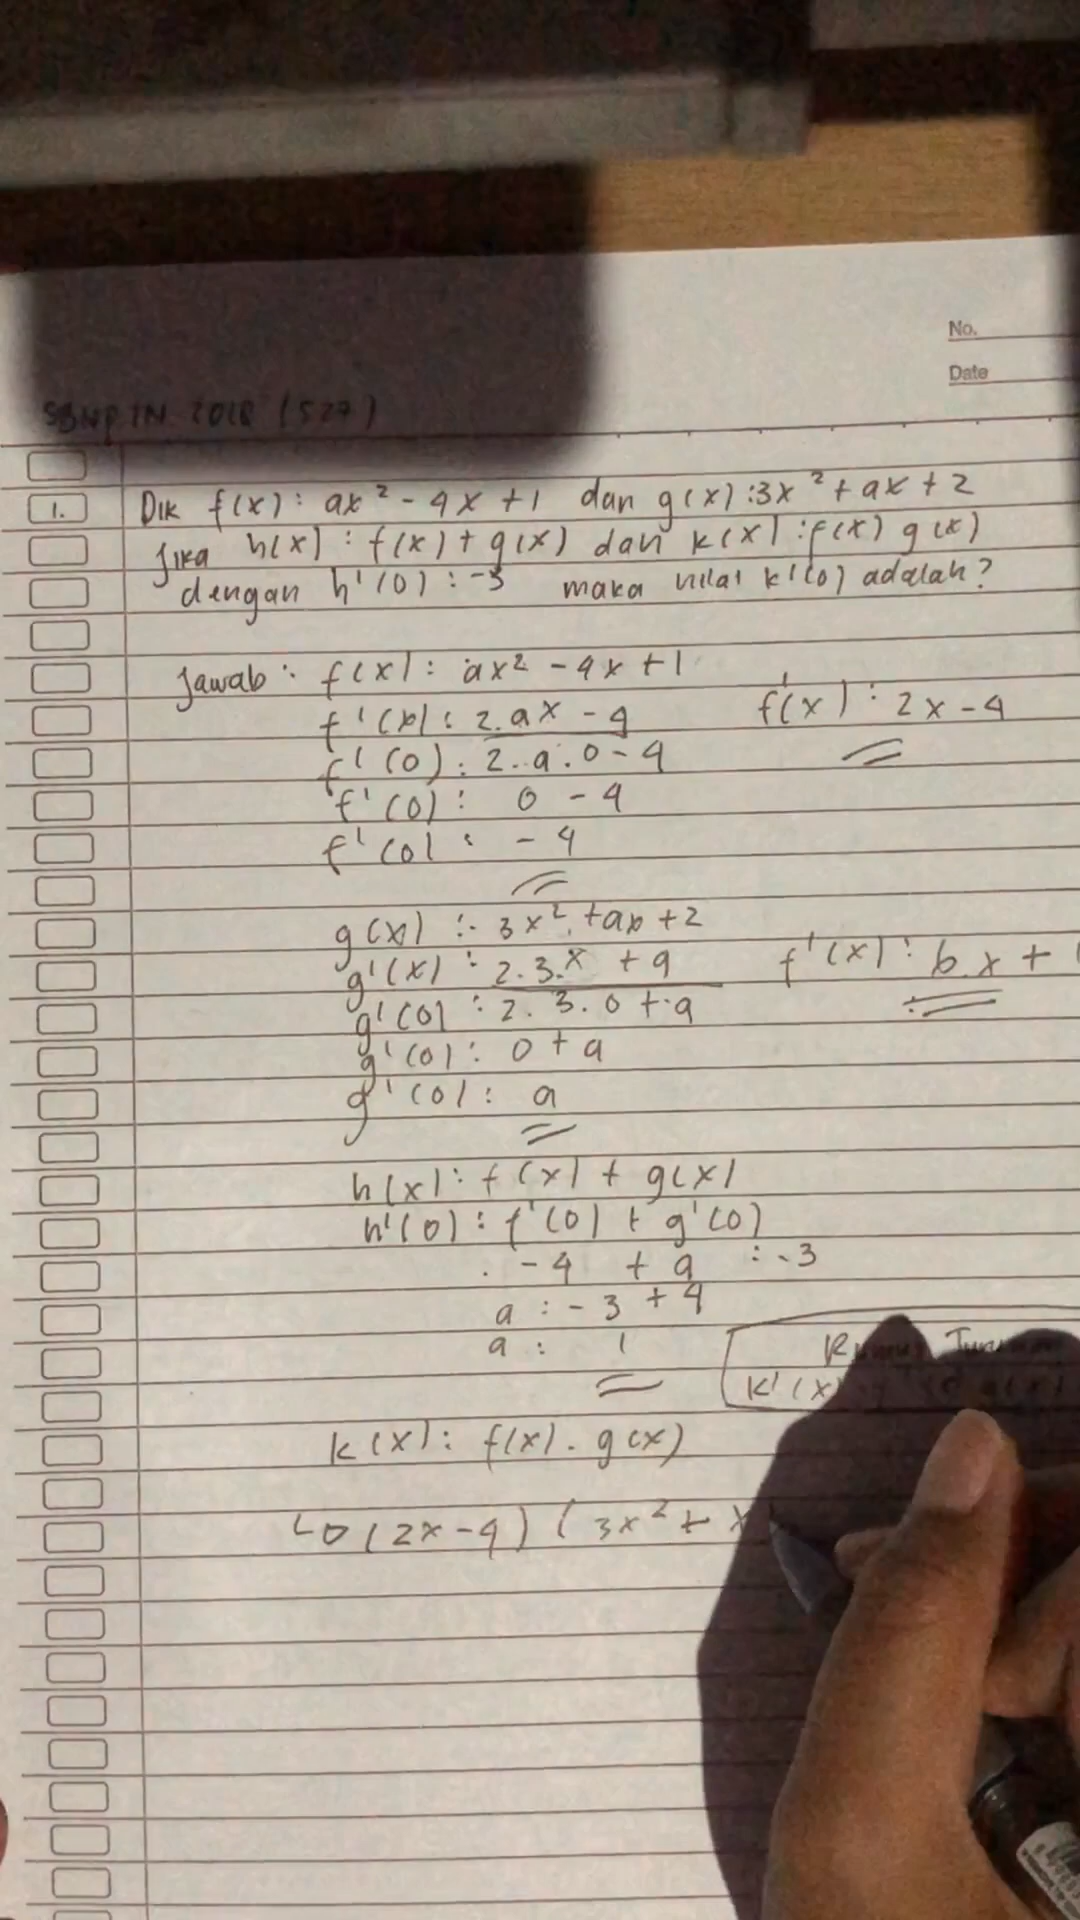 No.
Date
SBMPTN 2018 (527)
1. Dik f(x) : ax² - 4x + 1 dan g(x) : 3x² + ax + 2
Jika h(x) : f(x) + g(x) dan k(x) : f(x) g(x)
dengan h'(0) : -3 maka nilai k'(0) adalah?
Jawab : f(x) : ax² - 4x + 1
f'(x) : 2.ax - 4 f'(x) : 2x - 4
f'(0) : 2.a.0 - 4
f'(0) : 0 - 4
f'(0) : - 4
g(x) : 3x² + ax + 2
g'(x) : 2.3.x + a f'(x) : 6x +
g'(0) : 2.3.0 + a
g'(0) : 0 + a
g'(0) : a
h(x) : f(x) + g(x)
h'(0) : f'(0) + g'(0)
-4 + a : -3
a : -3 + 4
a : 1
K'(x)
k(x) : f(x) . g(x)
(2x - 4) (3x² + x